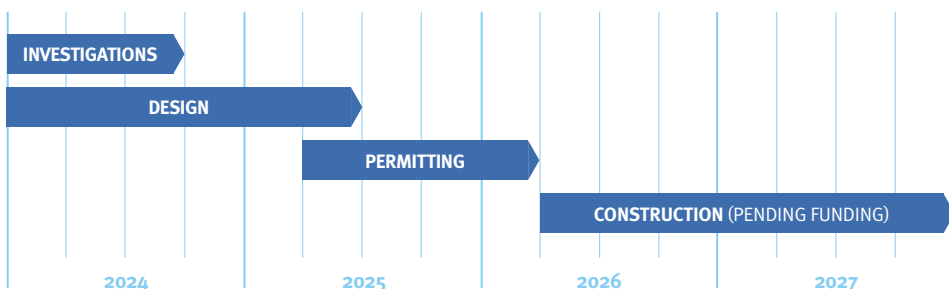 INVESTIGATIONS
DESIGN
PERMITTING
CONSTRUCTION (PENDING FUNDING)
2024 2025 2026 2027